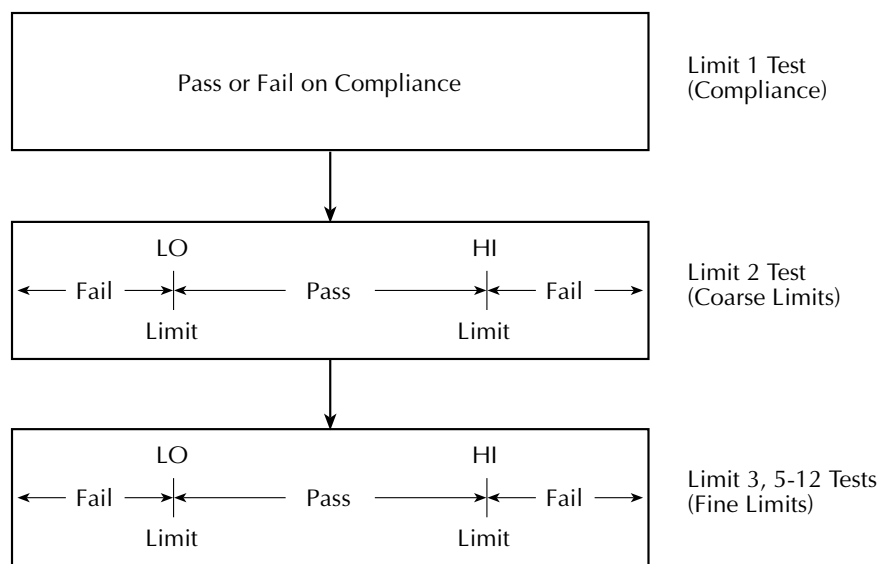 Pass or Fail on Compliance
Limit 1 Test
(Compliance)
LO HI
Fail Pass Fail
Limit Limit
Limit 2 Test
(Coarse Limits)
LO HI
Fail Pass Fail
Limit Limit
Limit 3, 5-12 Tests
(Fine Limits)